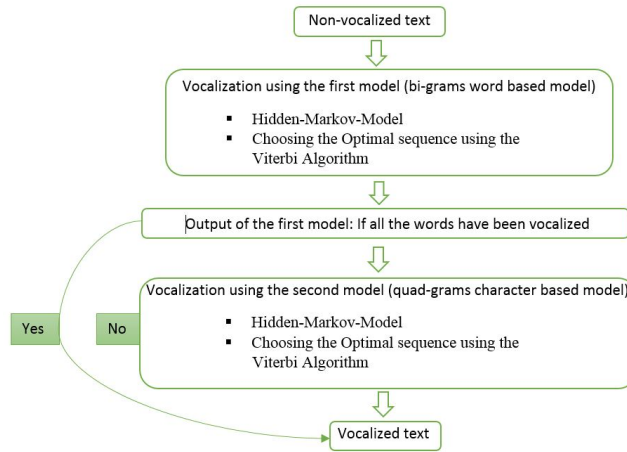 Non-vocalized text
Vocalization using the first model (bi-grams word based model)
▪ Hidden-Markov-Model
▪ Choosing the Optimal sequence using the
Viterbi Algorithm
Output of the first model: If all the words have been vocalized
Vocalization using the second model (quad-grams character based model)
Yes
No
▪ Hidden-Markov-Model
▪ Choosing the Optimal sequence using the
Viterbi Algorithm
Vocalized text